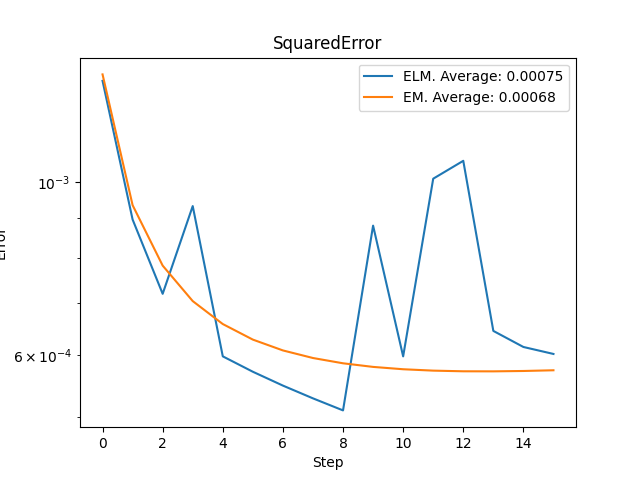 SquaredError
ELM. Average: 0.00075
EM. Average: 0.00068
10⁻³
6 × 10⁻⁴
Error
0 2 4 6 8 10 12 14
Step